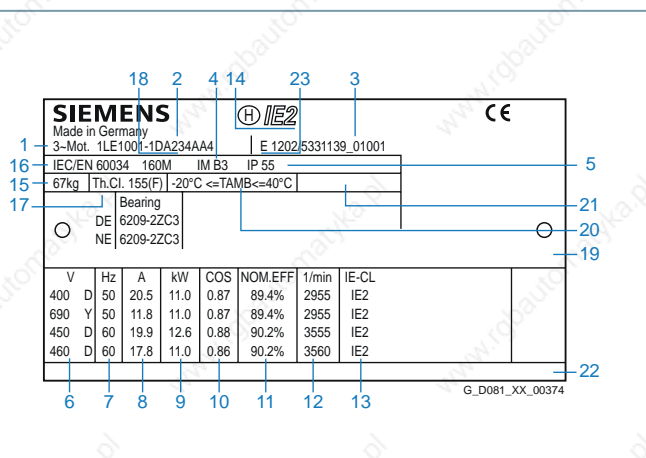 18 2 4 14 23 3
SIEMENS H IE2 CE
Made in Germany
1 3~Mot. 1LE1001-1DA234AA4 E 1202/5331139_01001
16 IEC/EN 60034 160M IM B3 IP 55 5
15 67kg Th.Cl. 155(F) -20°C <=TAMB<=40°C
17 21
Bearing
20
DE 6209-2ZC3
NE 6209-2ZC3
19
V Hz A kW COS NOM.EFF 1/min IE-CL
400 D 50 20.5 11.0 0.87 89.4% 2955 IE2
690 Y 50 11.8 11.0 0.87 89.4% 2955 IE2
450 D 60 19.9 12.6 0.88 90.2% 3555 IE2
460 D 60 17.8 11.0 0.86 90.2% 3560 IE2
22
G_D081_XX_00374
6 7 8 9 10 11 12 13
www.rgbautomatyka.pl